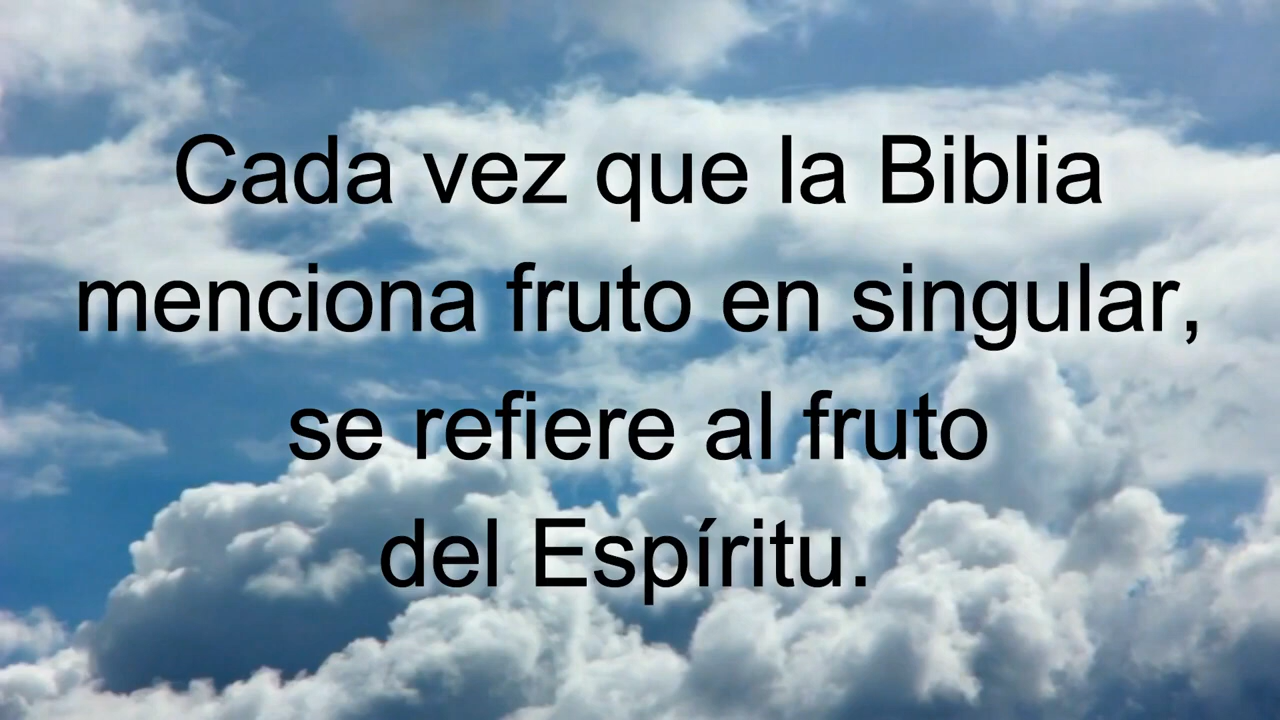 Cada vez que la Biblia
menciona fruto en singular,
se refiere al fruto
del Espíritu.